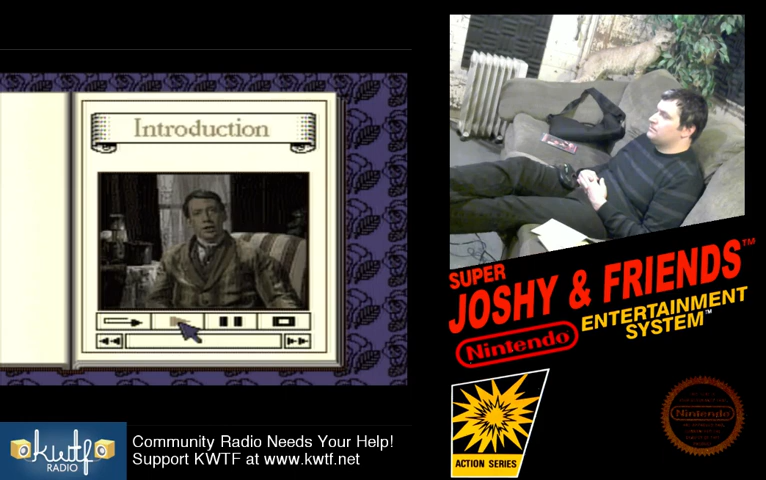 Introduction
SUPER
JOSHY & FRIENDS™
Nintendo
ENTERTAINMENT
SYSTEM™
ACTION SERIES
Nintendo
kwtf
RADIO
Community Radio Needs Your Help!
Support KWTF at www.kwtf.net